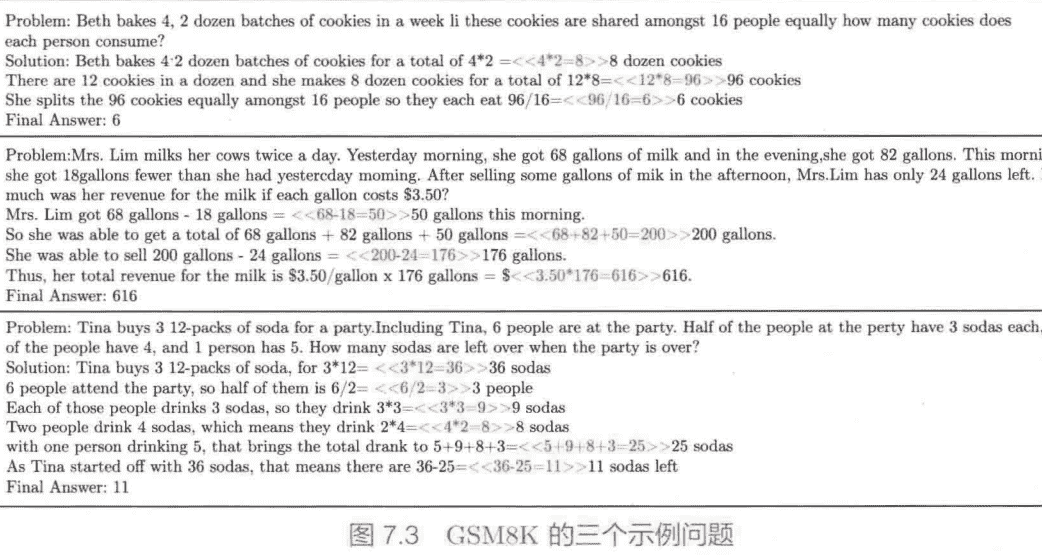 Problem: Beth bakes 4, 2 dozen batches of cookies in a week li these cookies are shared amongst 16 people equally how many cookies does
each person consume?
Solution: Beth bakes 4·2 dozen batches of cookies for a total of 4*2 =<<4*2=8>>8 dozen cookies
There are 12 cookies in a dozen and she makes 8 dozen cookies for a total of 12*8=<<12*8=96>>96 cookies
She splits the 96 cookies equally amongst 16 people so they each eat 96/16=<<96/16=6>>6 cookies
Final Answer: 6
Problem:Mrs. Lim milks her cows twice a day. Yesterday morning, she got 68 gallons of milk and in the evening,she got 82 gallons. This morni
she got 18gallons fewer than she had yestercday moming. After selling some gallons of mik in the afternoon, Mrs.Lim has only 24 gallons left.
much was her revenue for the milk if each gallon costs $3.50?
Mrs. Lim got 68 gallons - 18 gallons = <<68-18=50>>50 gallons this morning.
So she was able to get a total of 68 gallons + 82 gallons + 50 gallons =<<68+82+50=200>>200 gallons.
She was able to sell 200 gallons - 24 gallons = <<200-24=176>>176 gallons.
Thus, her total revenue for the milk is $3.50/gallon x 176 gallons = $<<3.50*176=616>>616.
Final Answer: 616
Problem: Tina buys 3 12-packs of soda for a party.Including Tina, 6 people are at the party. Half of the people at the perty have 3 sodas each,
of the people have 4, and 1 person has 5. How many sodas are left over when the party is over?
Solution: Tina buys 3 12-packs of soda, for 3*12= <<3*12=36>>36 sodas
6 people attend the party, so half of them is 6/2= <<6/2=3>>3 people
Each of those people drinks 3 sodas, so they drink 3*3=<<3*3=9>>9 sodas
Two people drink 4 sodas, which means they drink 2*4=<<4*2=8>>8 sodas
with one person drinking 5, that brings the total drank to 5+9+8+3=<<5+9+8+3=25>>25 sodas
As Tina started off with 36 sodas, that means there are 36-25=<<36-25=11>>11 sodas left
Final Answer: 11
图 7.3 GSM8K 的三个示例问题